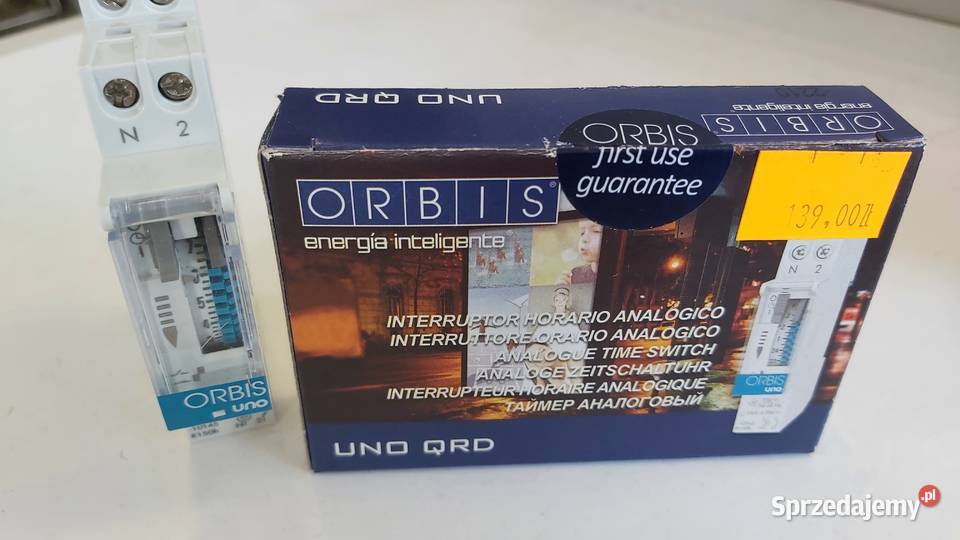 N 2
5
ORBIS
uno
UNO QRD
ORBIS
energía inteligente
ORBIS
first use
guarantee
ORBIS®
energía inteligente
139,00ZŁ
N 2
INTERRUPTOR HORARIO ANALÓGICO
INTERRUTTORE ORARIO ANALOGICO
ANALOGUE TIME SWITCH
ANALOGE ZEITSCHALTUHR
INTERRUPTEUR HORAIRE ANALOGIQUE
ТАЙМЕР АНАЛОГОВЫЙ
ORBIS
uno
UNO QRD
Sprzedajemy.pl